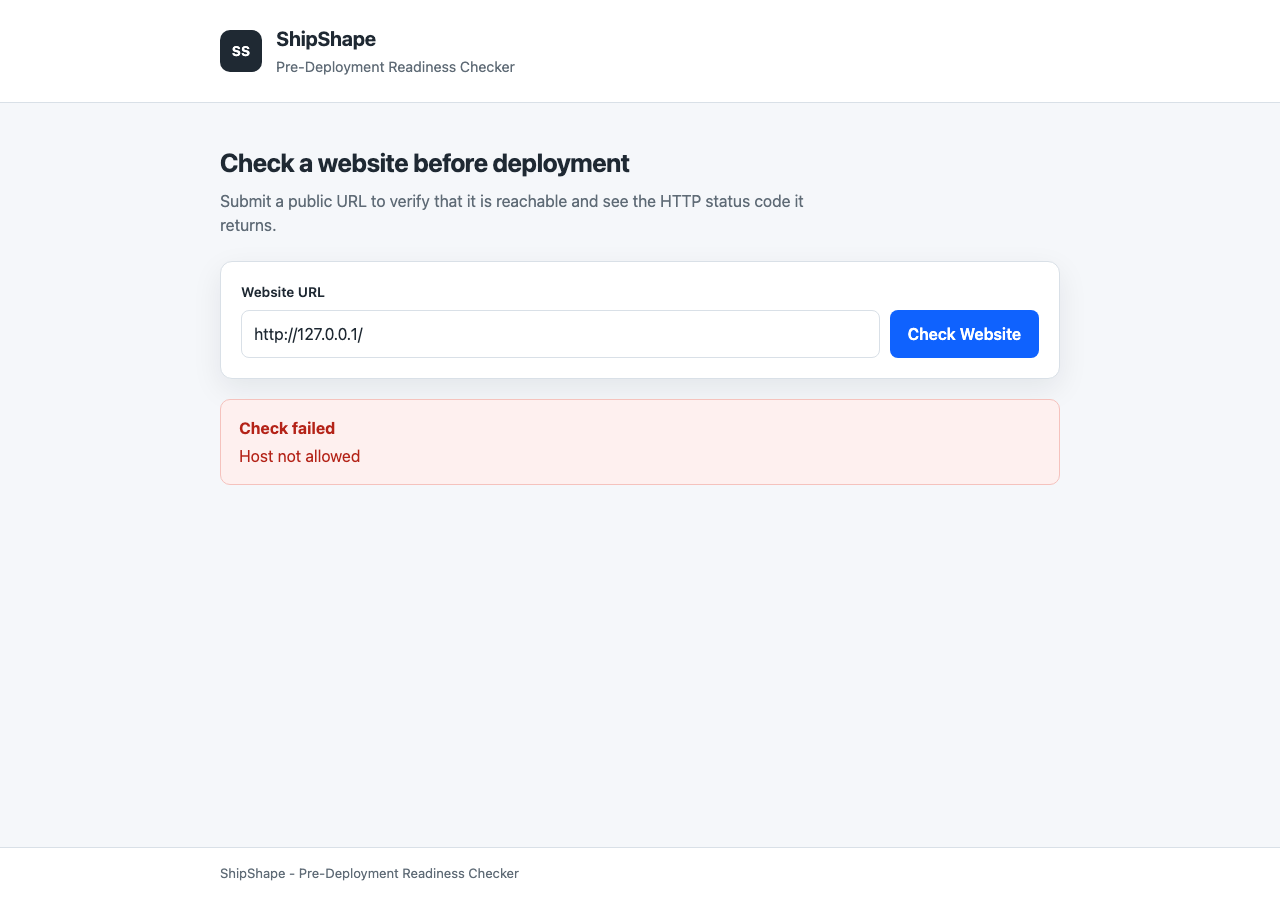 SS
ShipShape
Pre-Deployment Readiness Checker
Check a website before deployment
Submit a public URL to verify that it is reachable and see the HTTP status code it
returns.
Website URL
http://127.0.0.1/
Check Website
Check failed
Host not allowed
ShipShape - Pre-Deployment Readiness Checker